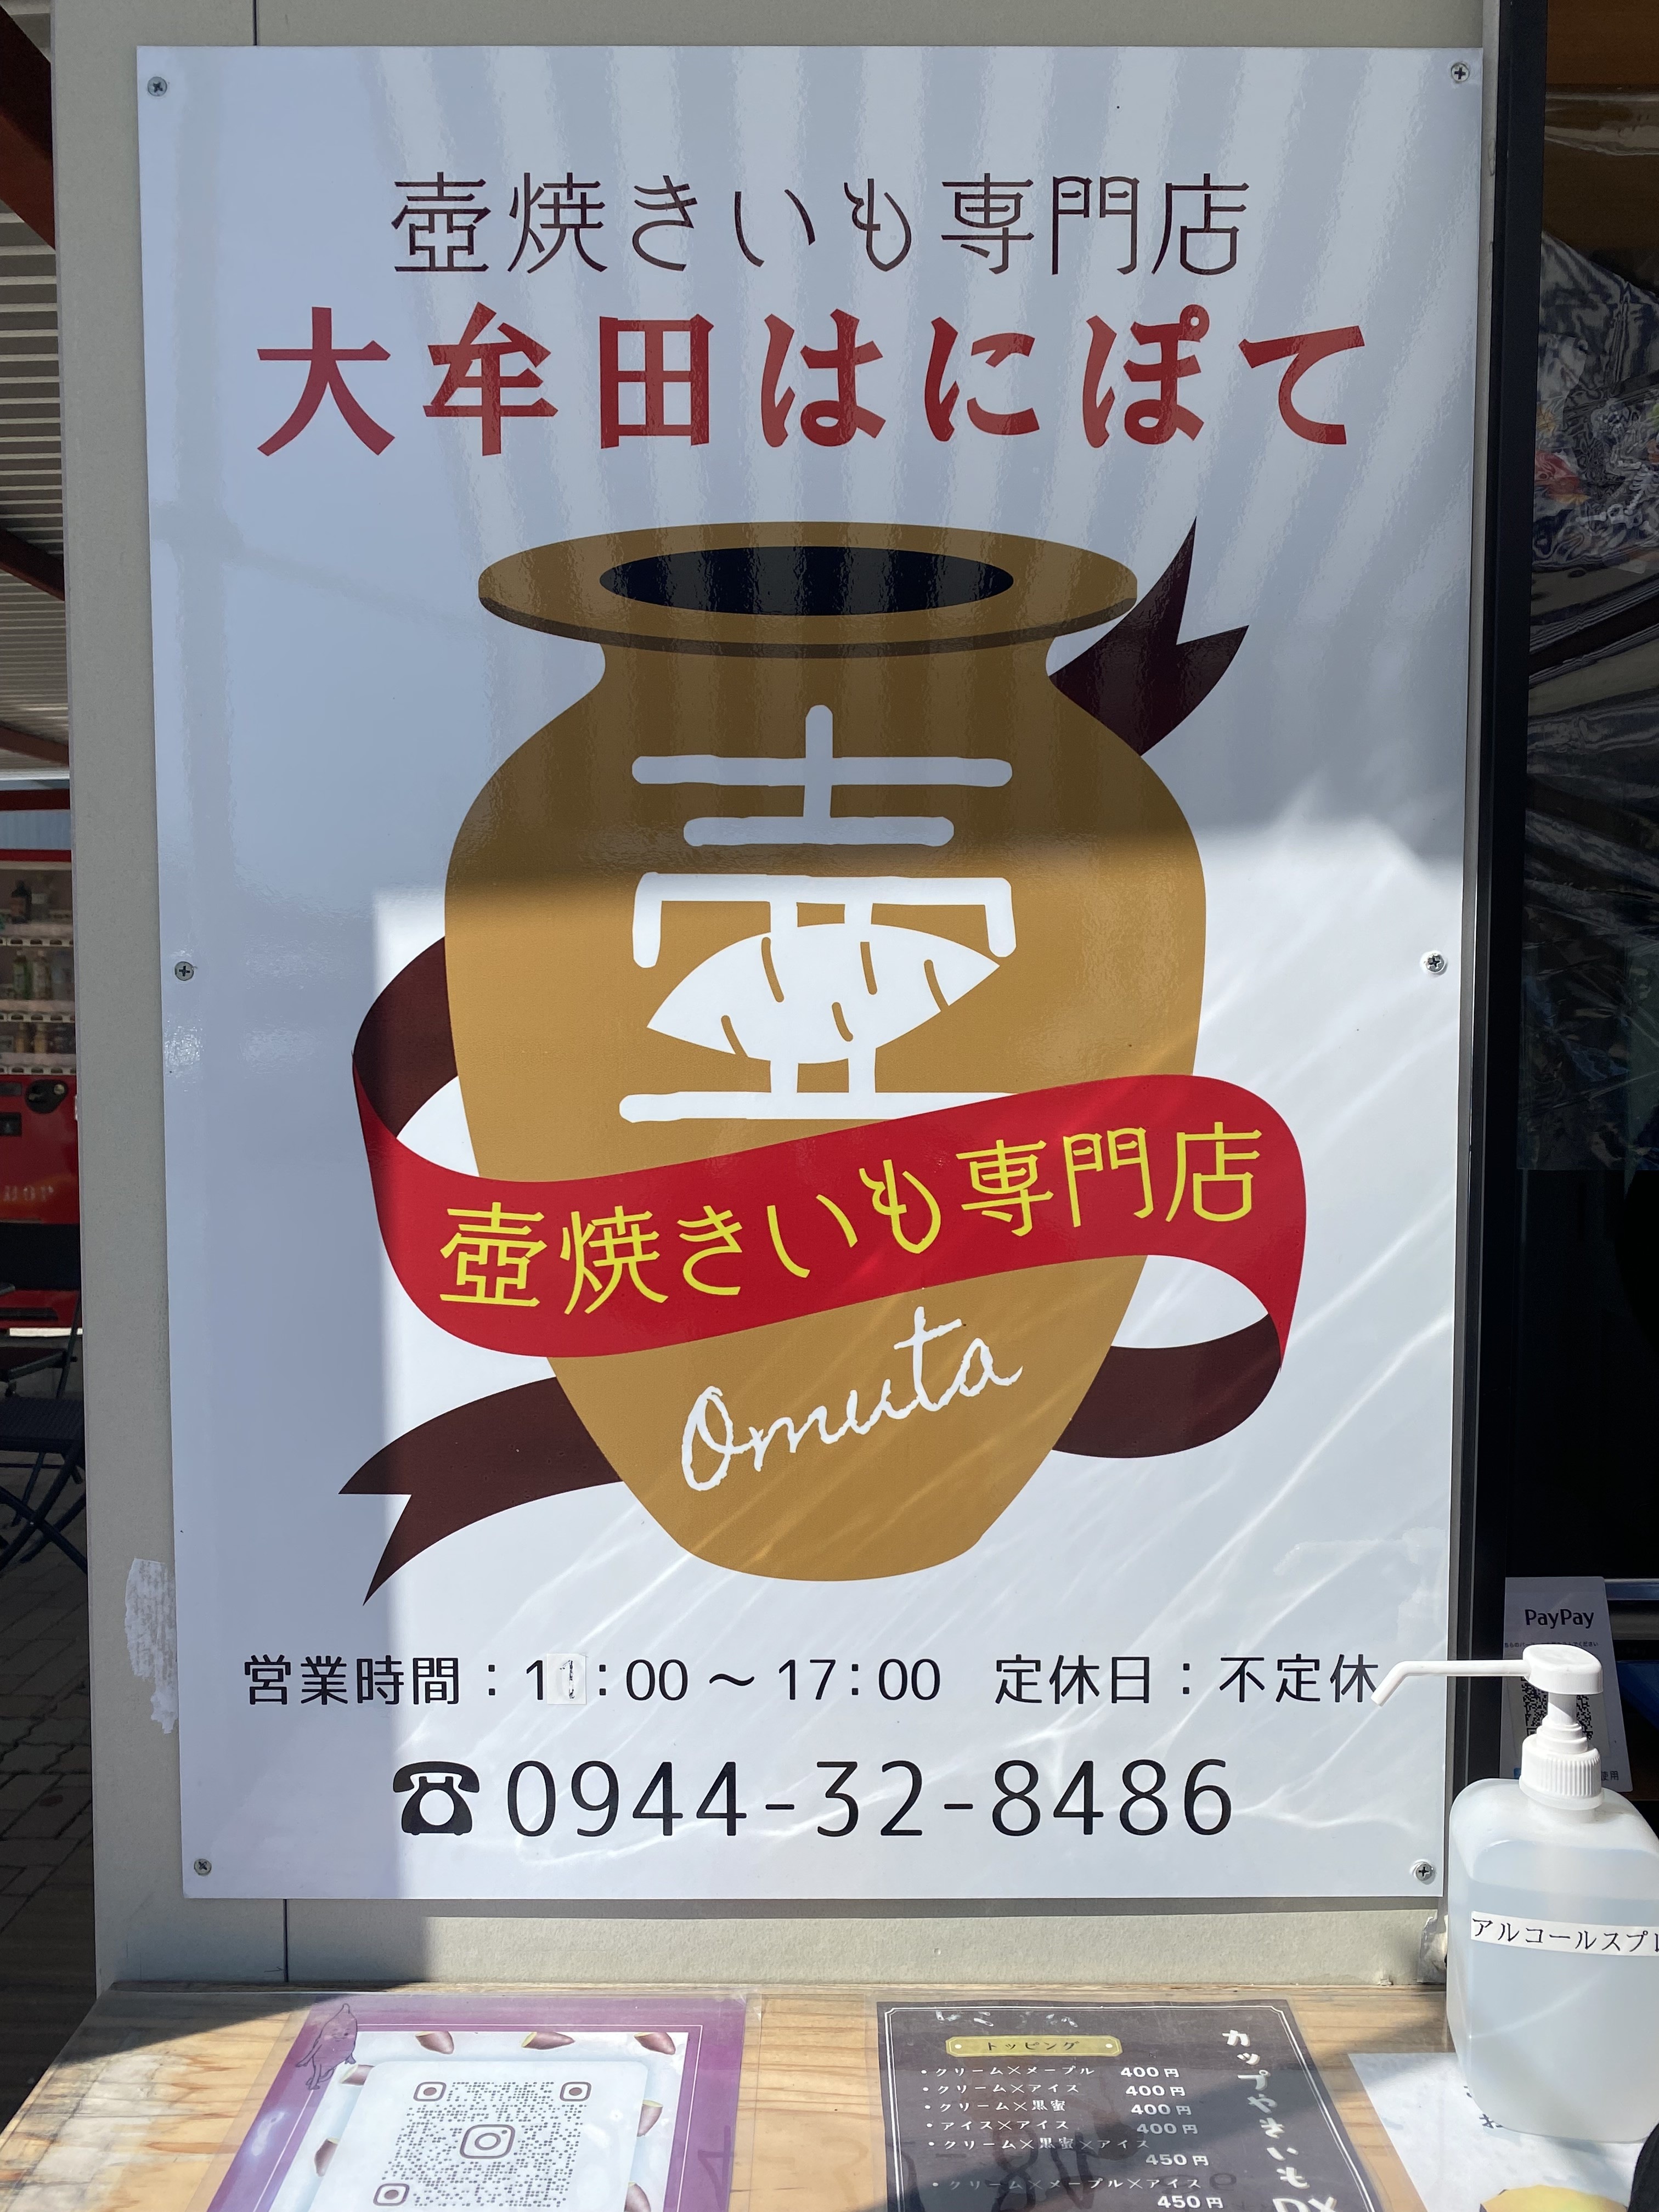 壺焼きいも専門店
大牟田はにぽて
壺
壺焼きいも専門店
Omuta
営業時間：11:00～17:00　定休日：不定休
☎0944-32-8486
PayPay
アルコールスプレ
カップやきいもDX
トッピング
•クリーム×メープル 400円
•クリーム×アイス 400円
•クリーム×黒蜜 400円
•アイス×アイス 400円
•クリーム×黒蜜×アイス
450円
•クリーム×メープル×アイス
450円